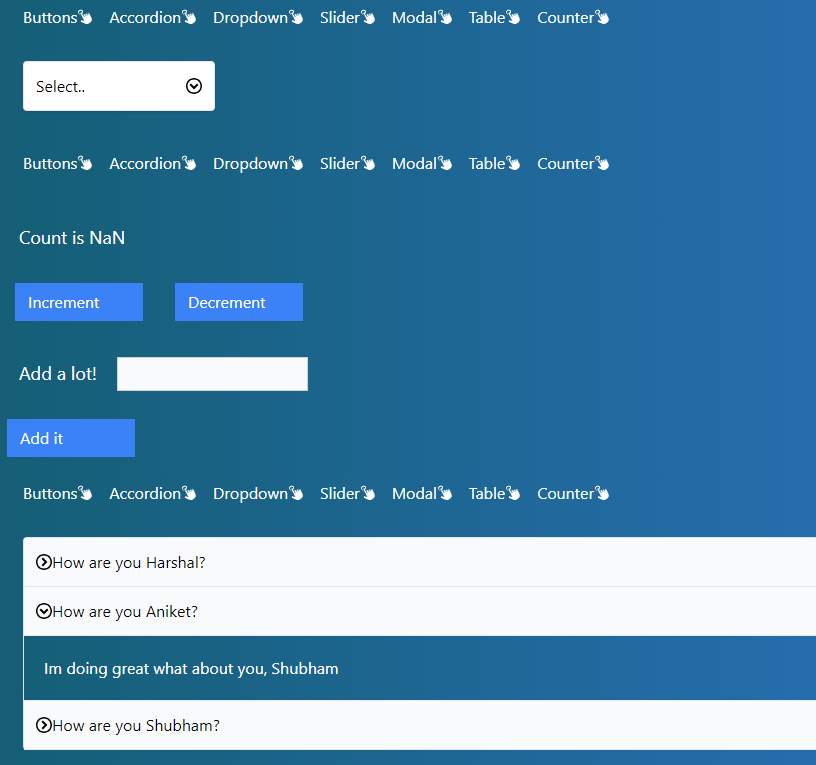 Buttons Accordion Dropdown Slider Modal Table Counter
Select..
Buttons Accordion Dropdown Slider Modal Table Counter
Count is NaN
Increment Decrement
Add a lot!
Add it
Buttons Accordion Dropdown Slider Modal Table Counter
How are you Harshal?
How are you Aniket?
Im doing great what about you, Shubham
How are you Shubham?